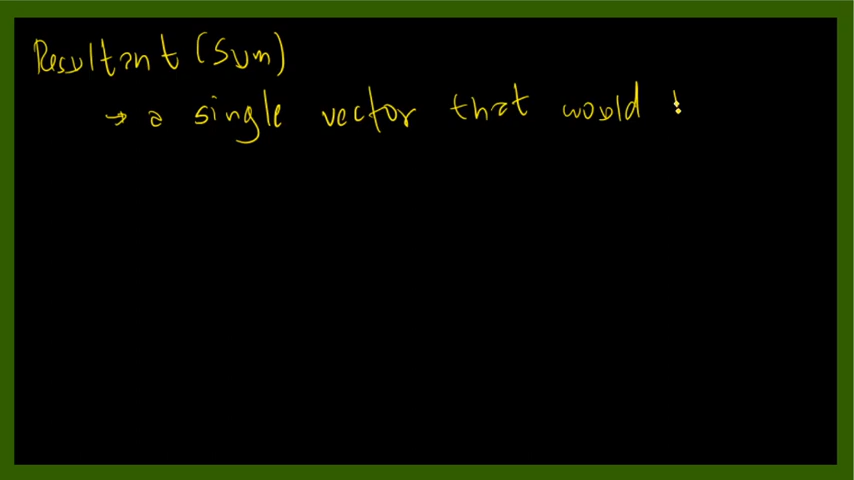 Resultant (Sum)
→ a single vector that would